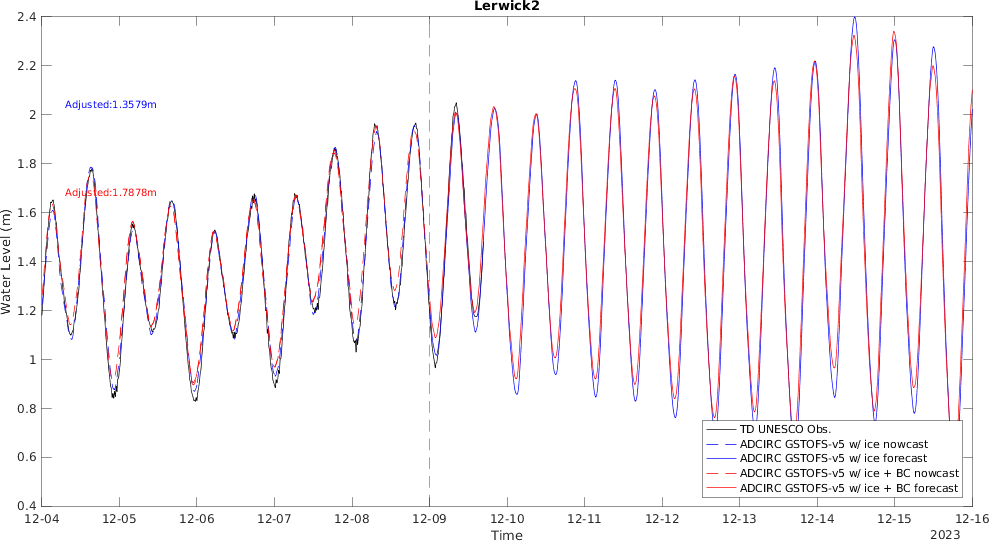 Lerwick2
2.4
2.2
2
1.8
1.6
1.4
1.2
1
0.8
0.6
0.4
Water Level (m)
Adjusted:1.3579m
Adjusted:1.7878m
TD UNESCO Obs.
ADCIRC GSTOFS-v5 w/ ice nowcast
ADCIRC GSTOFS-v5 w/ ice forecast
ADCIRC GSTOFS-v5 w/ ice + BC nowcast
ADCIRC GSTOFS-v5 w/ ice + BC forecast
12-04 12-05 12-06 12-07 12-08 12-09 12-10 12-11 12-12 12-13 12-14 12-15 12-16
Time
2023